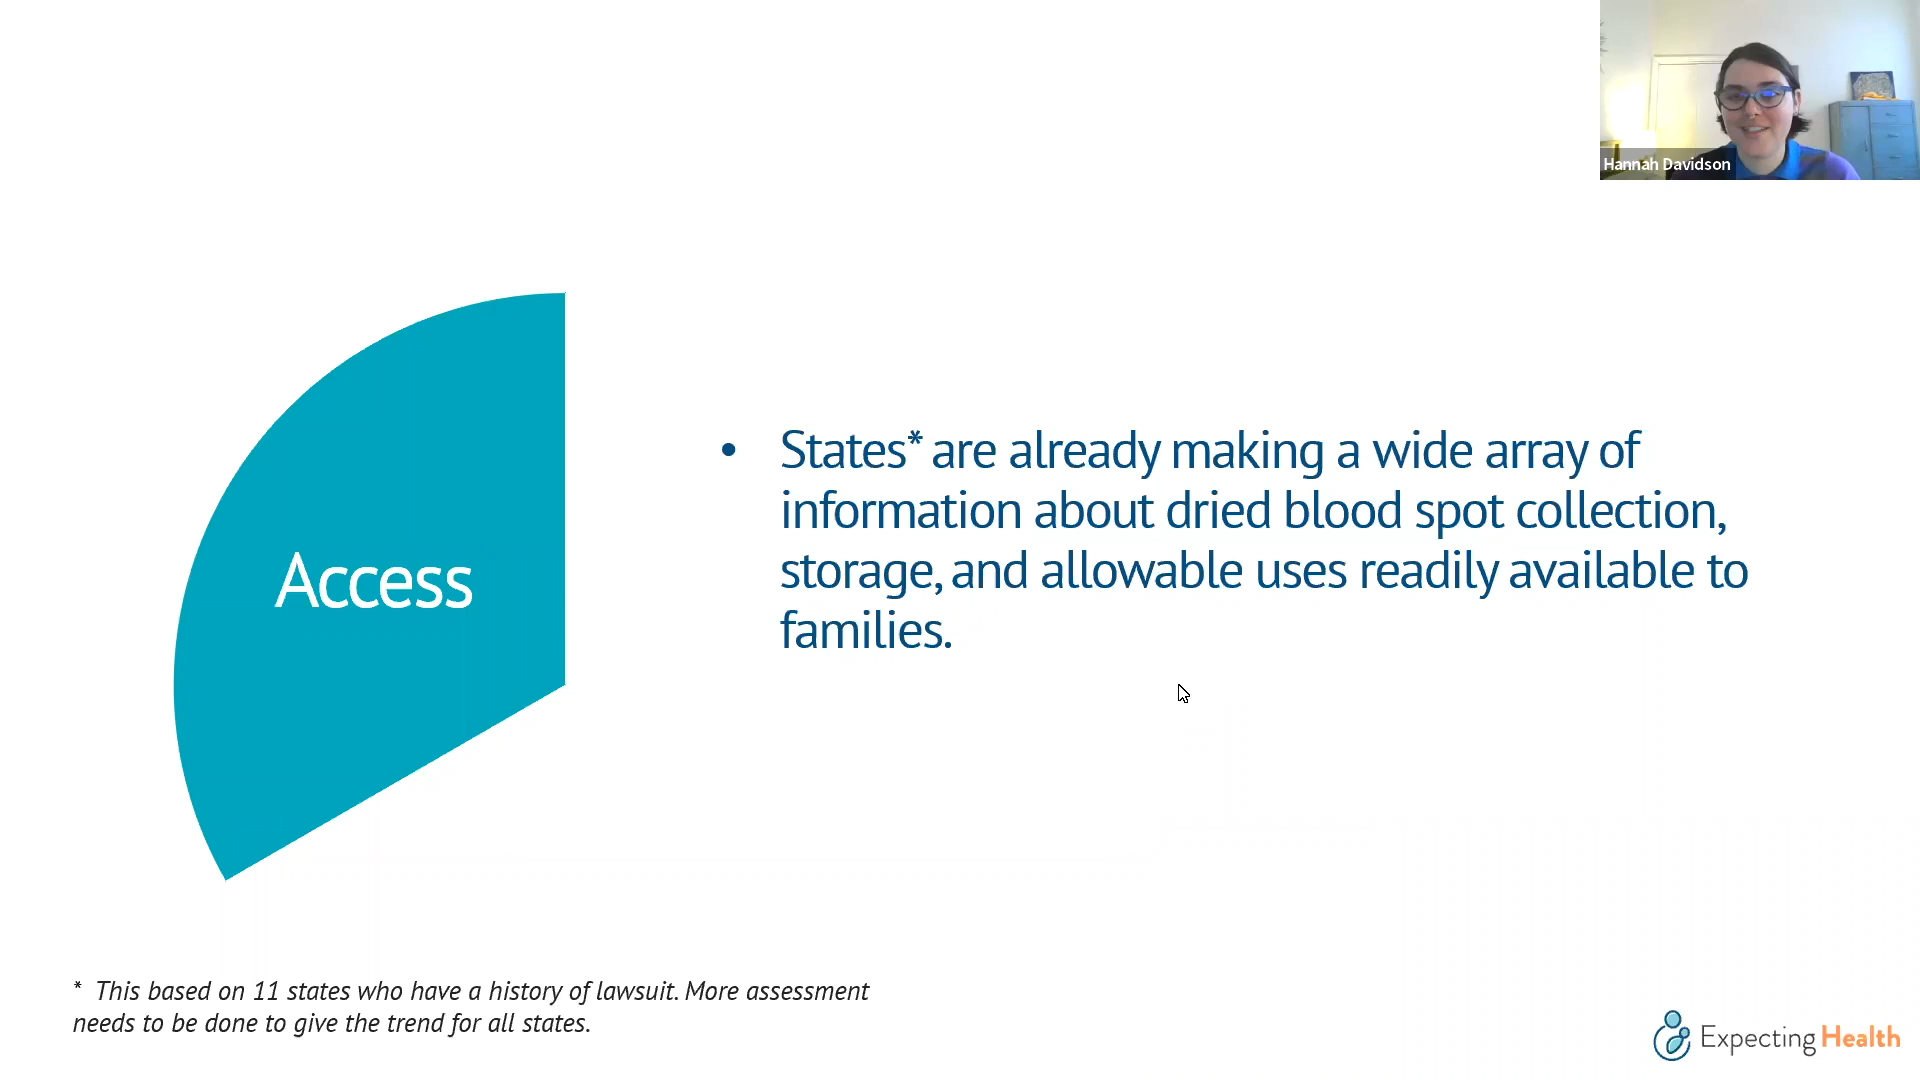 Hannah Davidson
Access
• States* are already making a wide array of
information about dried blood spot collection,
storage, and allowable uses readily available to
families.
* This based on 11 states who have a history of lawsuit. More assessment
needs to be done to give the trend for all states.
Expecting Health